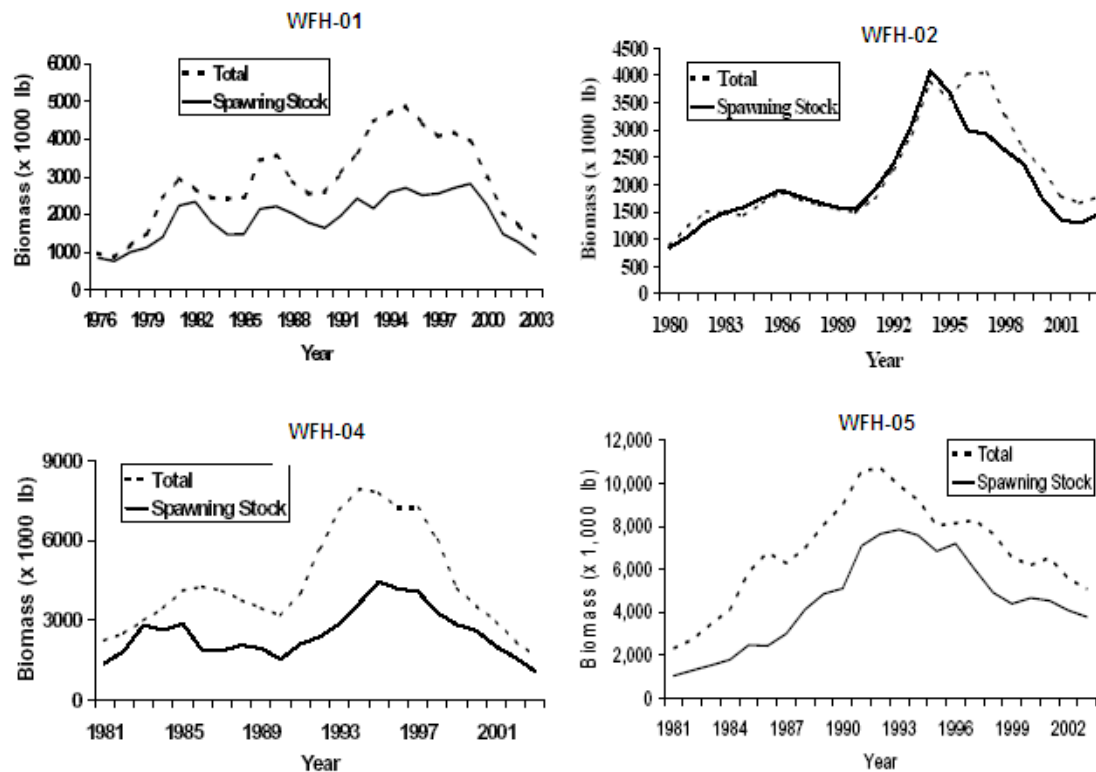 WFH-01
Biomass (x 1000 lb)
6000
5000
4000
3000
2000
1000
0
Total
Spawning Stock
1976 1979 1982 1985 1988 1991 1994 1997 2000 2003
Year
WFH-02
Biomass (x 1000 lb)
4500
4000
3500
3000
2500
2000
1500
1000
500
0
Total
Spawning Stock
1980 1983 1986 1989 1992 1995 1998 2001
Year
WFH-04
Biomass (x 1000 lb)
9000
6000
3000
0
Total
Spawning Stock
1981 1985 1989 1993 1997 2001
Year
WFH-05
Biomass (x 1,000 lb)
12,000
10,000
8,000
6,000
4,000
2,000
0
Total
Spawning Stock
1981 1984 1987 1990 1993 1996 1999 2002
Year